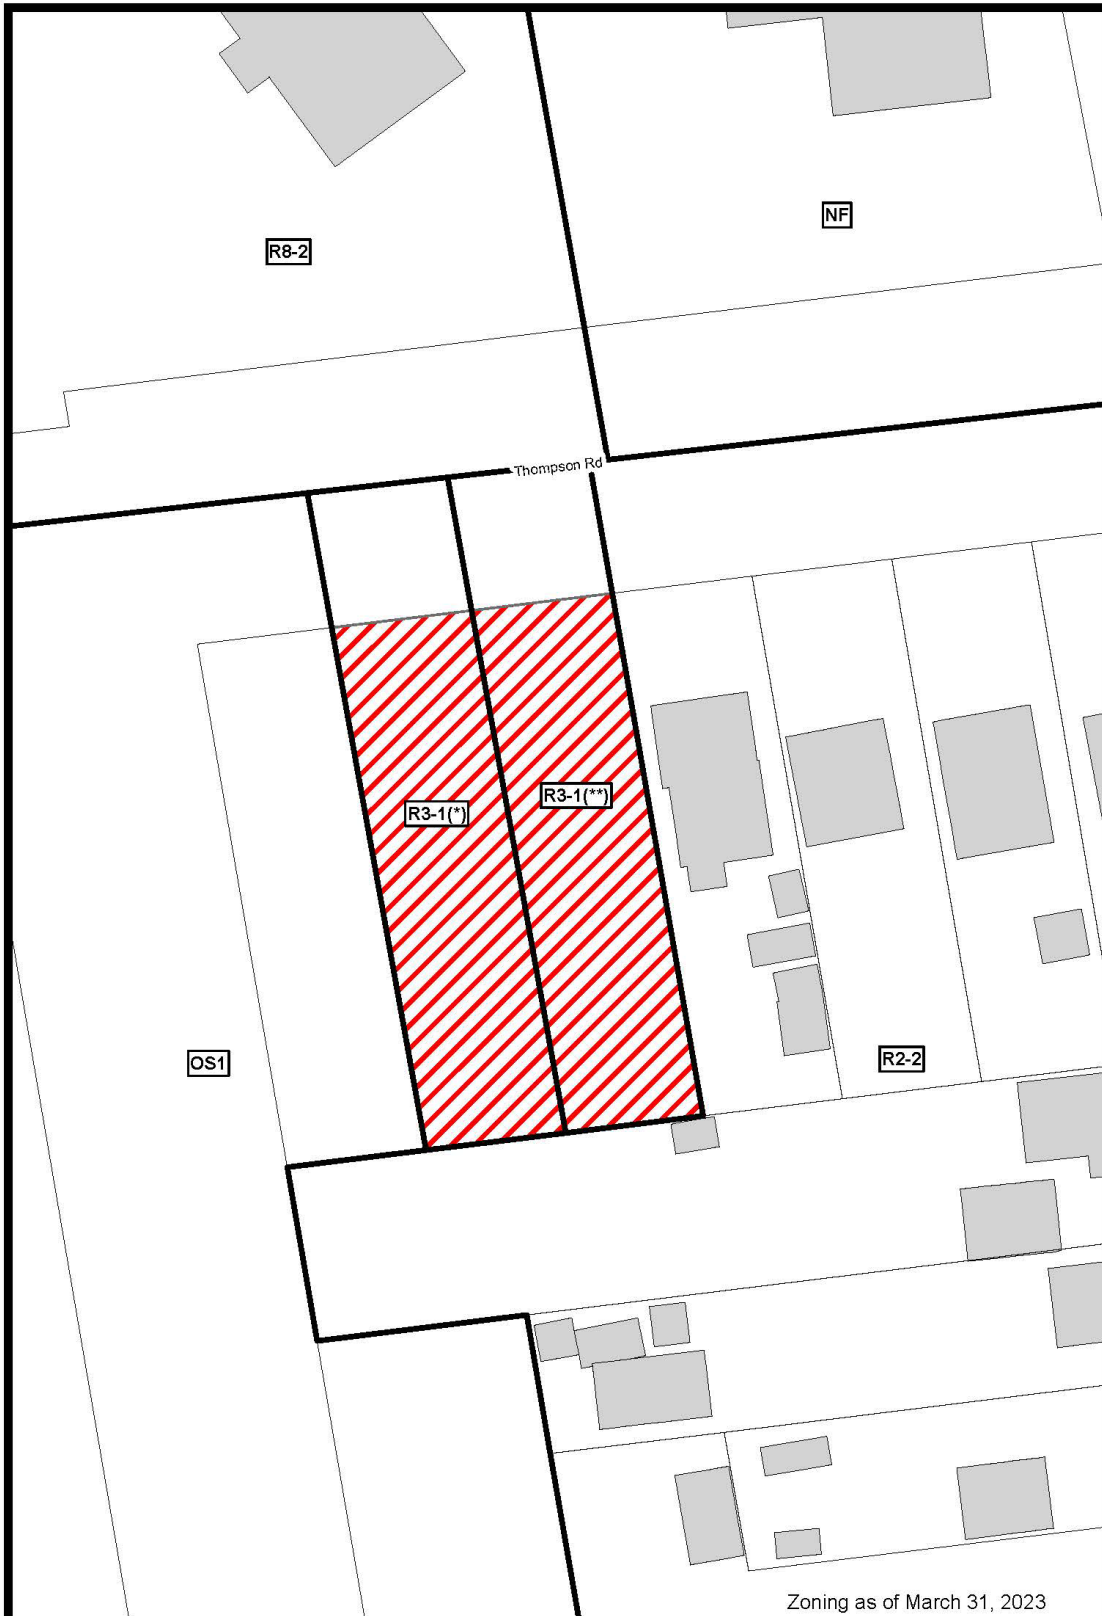 NF
R8-2
Thompson Rd
R3-1(*)
R3-1(**)
OS1
R2-2
Zoning as of March 31, 2023